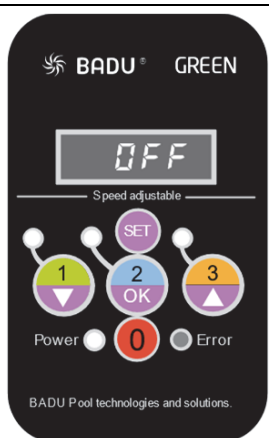 BADU® GREEN
OFF
Speed adjustable
SET
1 2 3
OK
Power 0 Error
BADU Pool technologies and solutions.